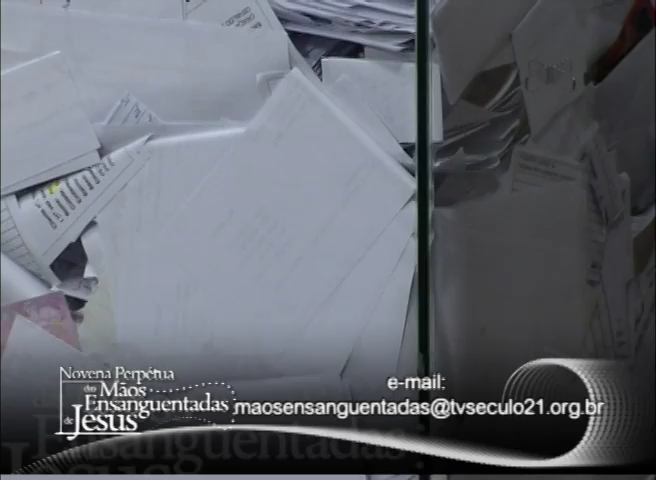 Novena Perpétua
das Mãos
Ensanguentadas
de Jesus
e-mail:
maosensanguentadas@tvseculo21.org.br